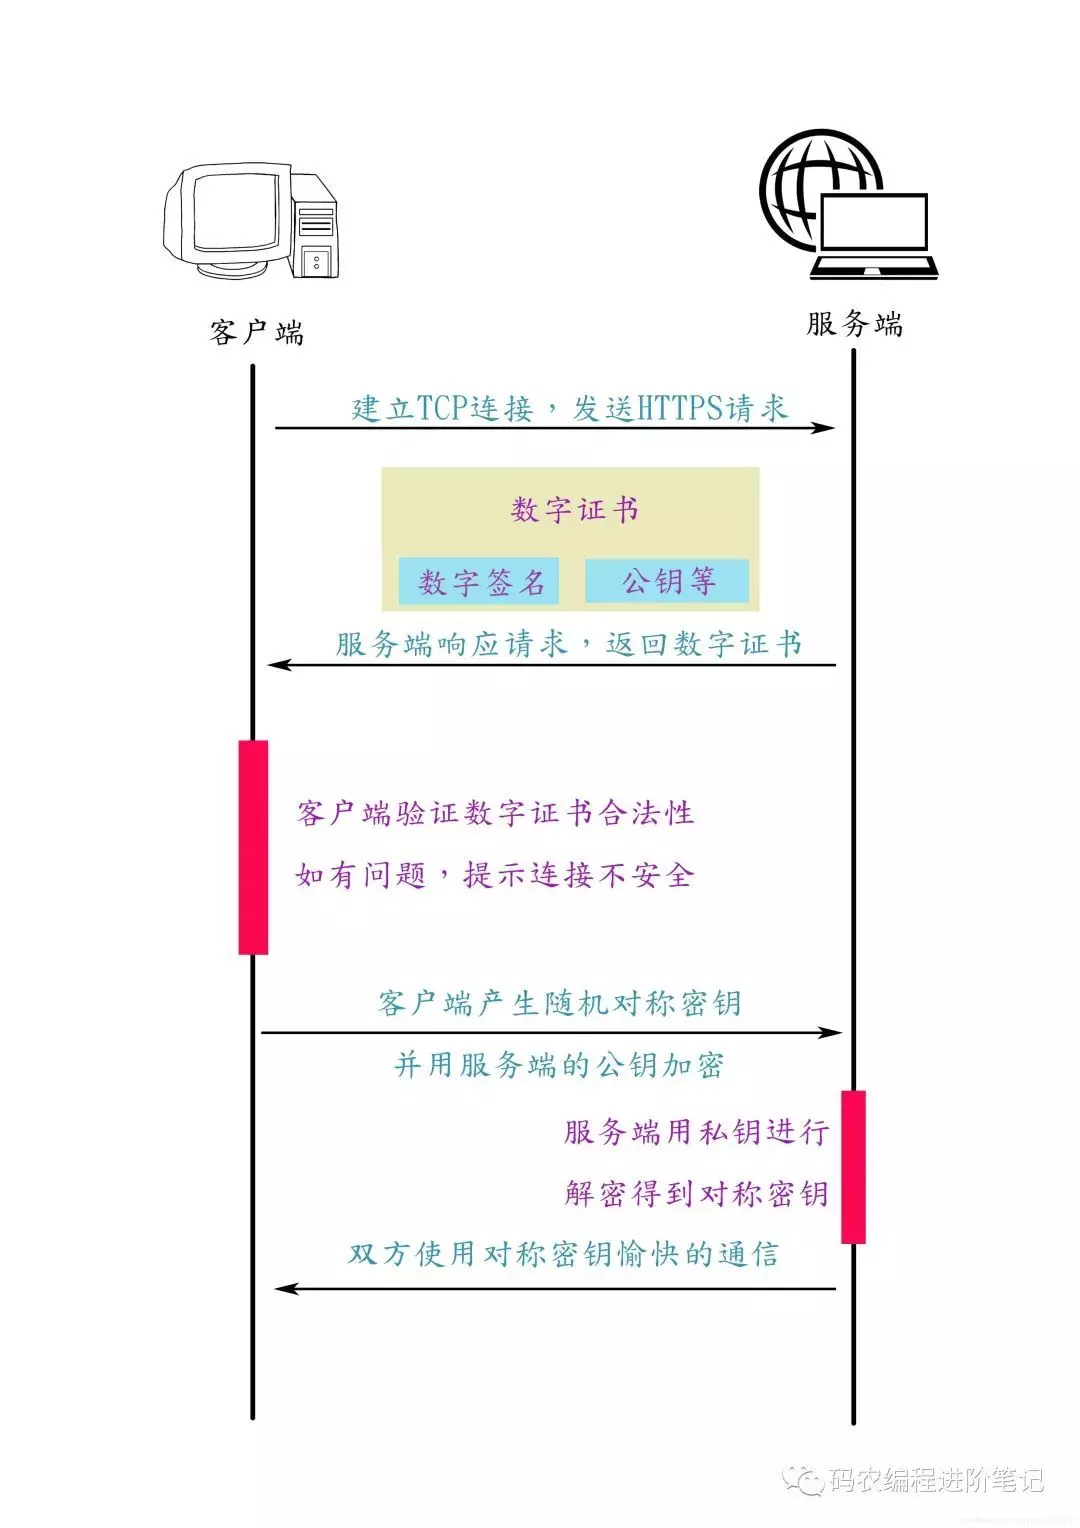 客户端
服务端
建立TCP连接，发送HTTPS请求
数字证书
数字签名
公钥等
服务端响应请求，返回数字证书
客户端验证数字证书合法性
如有问题，提示连接不安全
客户端产生随机对称密钥
并用服务端的公钥加密
服务端用私钥进行
解密得到对称密钥
双方使用对称密钥愉快的通信
码农编程进阶笔记